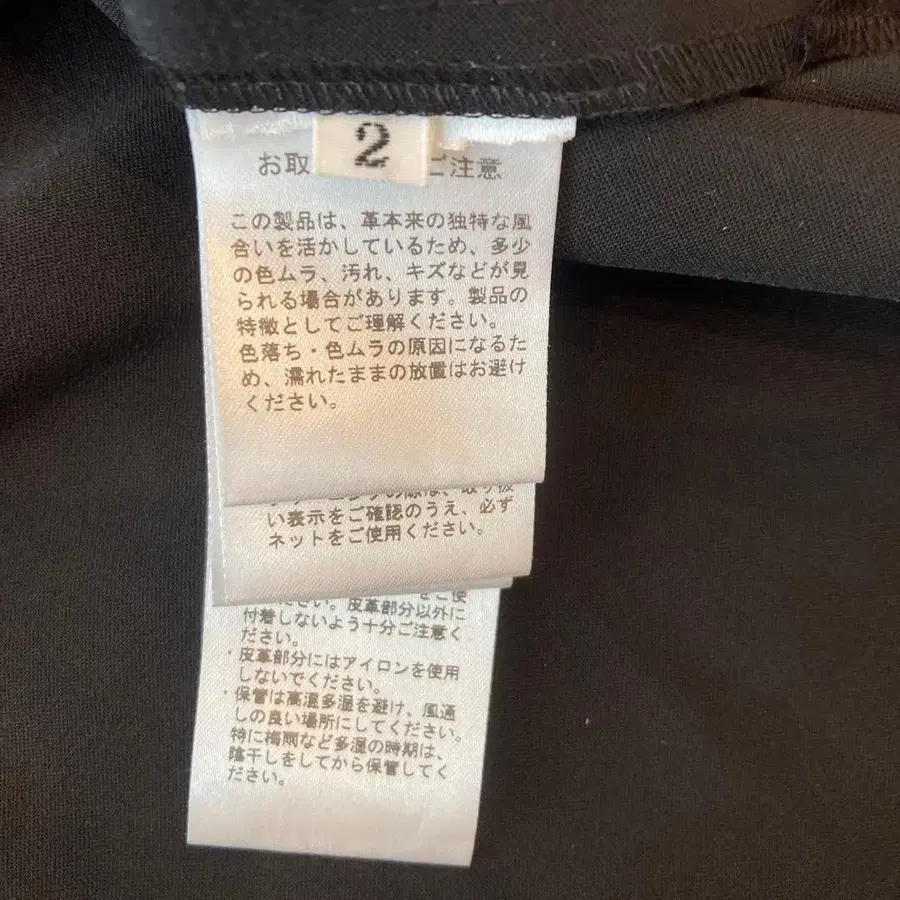 2
お取 ご注意
この製品は、革本来の独特な風
合いを活かしているため、多少
の色ムラ、汚れ、キズなどが見
られる場合があります。製品の
特徴としてご理解ください。
色落ち・色ムラの原因になるた
め、濡れたままの放置はお避け
ください。
い表示をご確認のうえ、必ず
ネットをご使用ください。
ださい。皮革部分以外に
付着しないよう十分ご注意く
ださい。
・皮革部分にはアイロンを使用
しないでください。
・保管は高温多湿を避け、風通
しの良い場所にしてください。
特に梅雨など多湿の時期は、
陰干しをしてから保管してく
ださい。